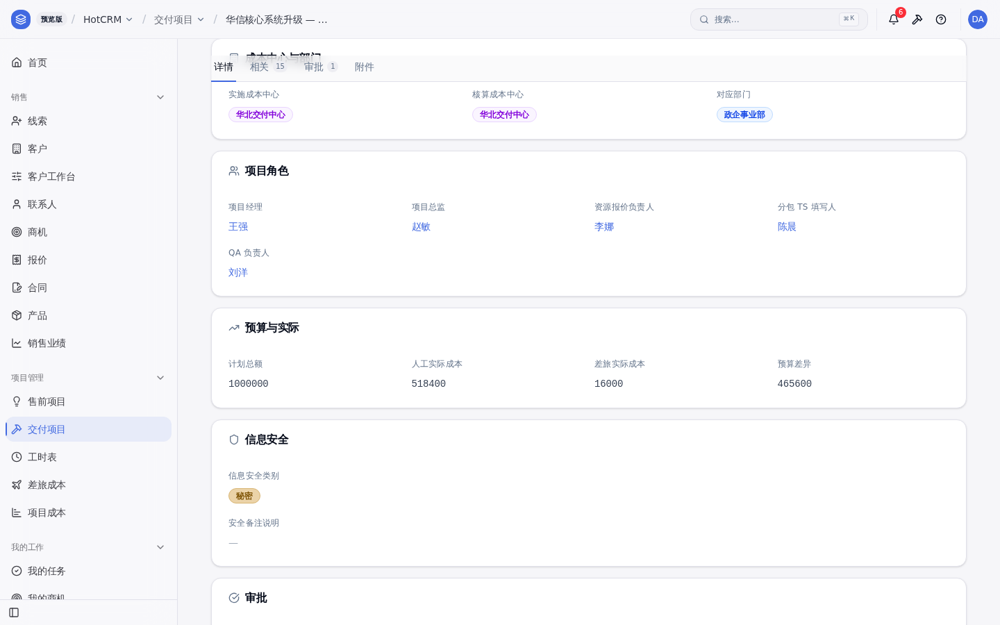 预览版 / HotCRM / 交付项目 / 华信核心系统升级 — ...
搜索... ⌘K
6
DA
首页
销售
线索
客户
客户工作台
联系人
商机
报价
合同
产品
销售业绩
项目管理
售前项目
交付项目
工时表
差旅成本
项目成本
我的工作
我的任务
我的商机
成本中心与部门
详情 相关 15 审批 1 附件
实施成本中心 核算成本中心 对应部门
华北交付中心 华北交付中心 政企事业部
项目角色
项目经理 项目总监 资源报价负责人 分包 TS 填写人
王强 赵敏 李娜 陈晨
QA 负责人
刘洋
预算与实际
计划总额 人工实际成本 差旅实际成本 预算差异
1000000 518400 16000 465600
信息安全
信息安全类别
秘密
安全备注说明
—
审批